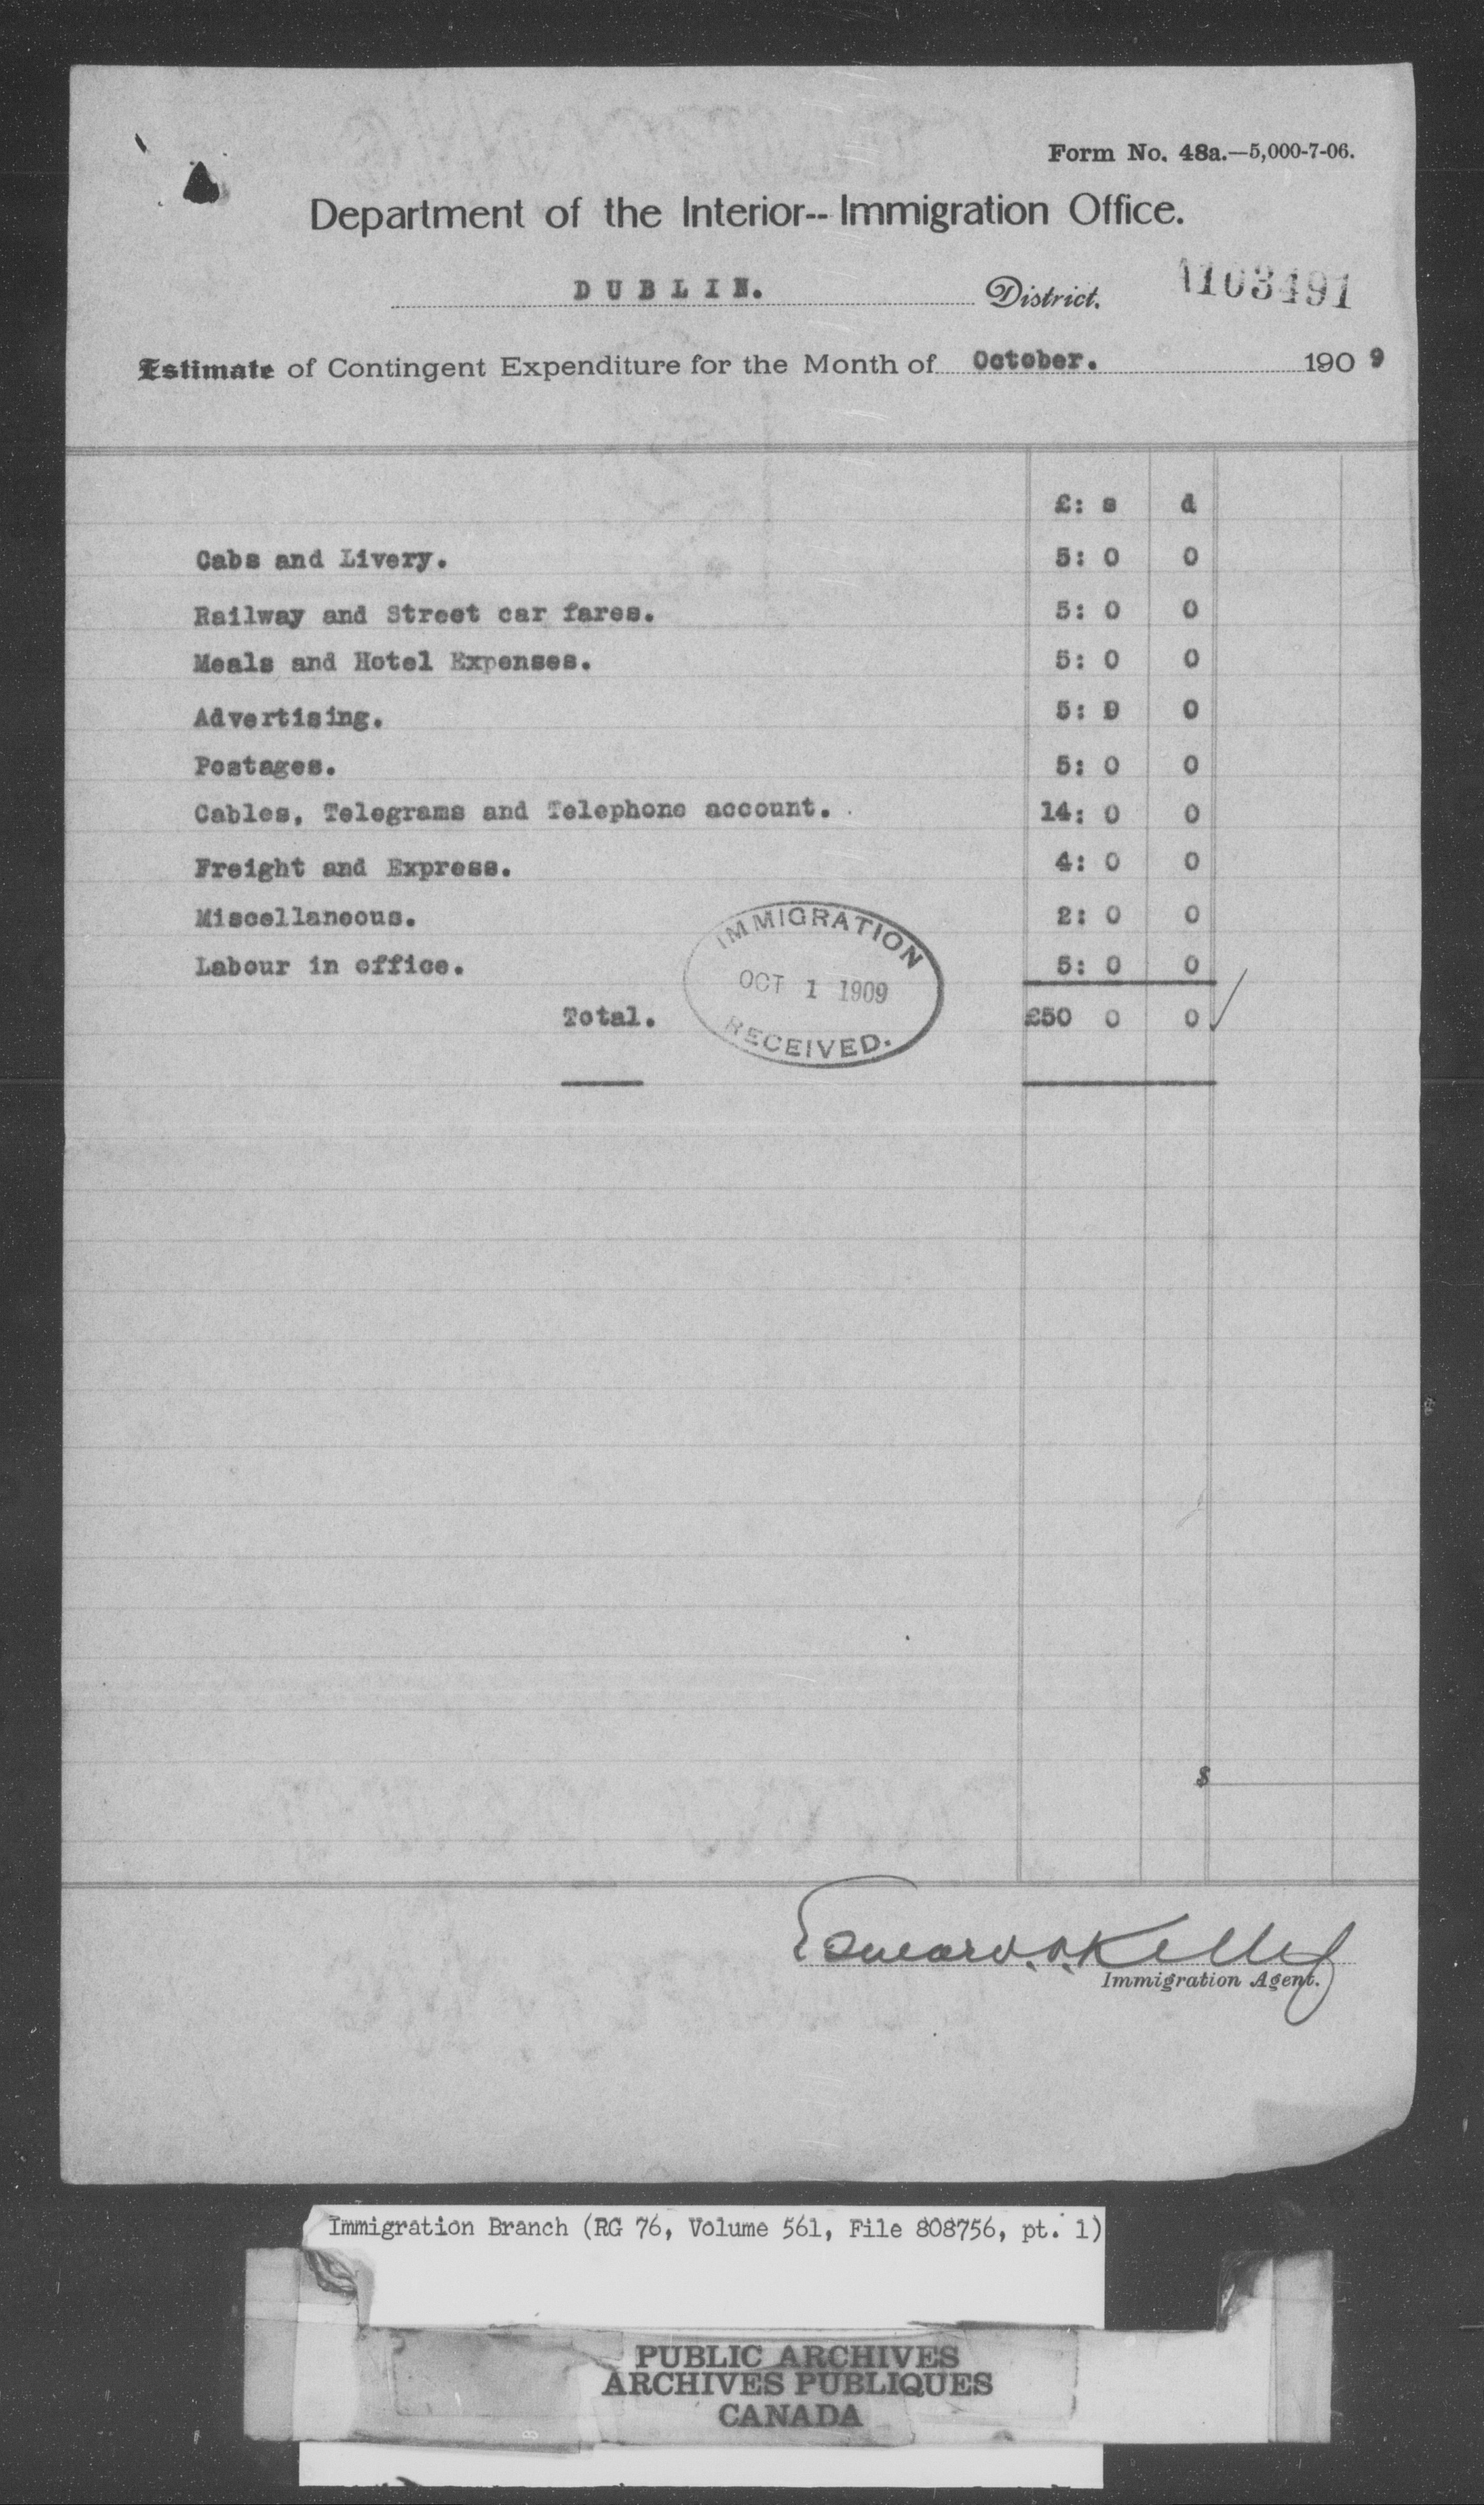 Form No. 48a.—5,000-7-06.
Department of the Interior-- Immigration Office.
DUBLIN. District. A103491
Estimate of Contingent Expenditure for the Month of October. 1909
£: s d
Cabs and Livery. 5: 0 0
Railway and Street car fares. 5: 0 0
Meals and Hotel Expenses. 5: 0 0
Advertising. 5: 0 0
Postages. 5: 0 0
Cables, Telegrams and Telephone account. 14: 0 0
Freight and Express. 4: 0 0
Miscellaneous. 2: 0 0
Labour in office. 5: 0 0
Total. £50 0 0
IMMIGRATION
OCT 1 1909
RECEIVED.
$
Edward O'Kelly
Immigration Agent.
Immigration Branch (RG 76, Volume 561, File 808756, pt. 1)
PUBLIC ARCHIVES
ARCHIVES PUBLIQUES
CANADA